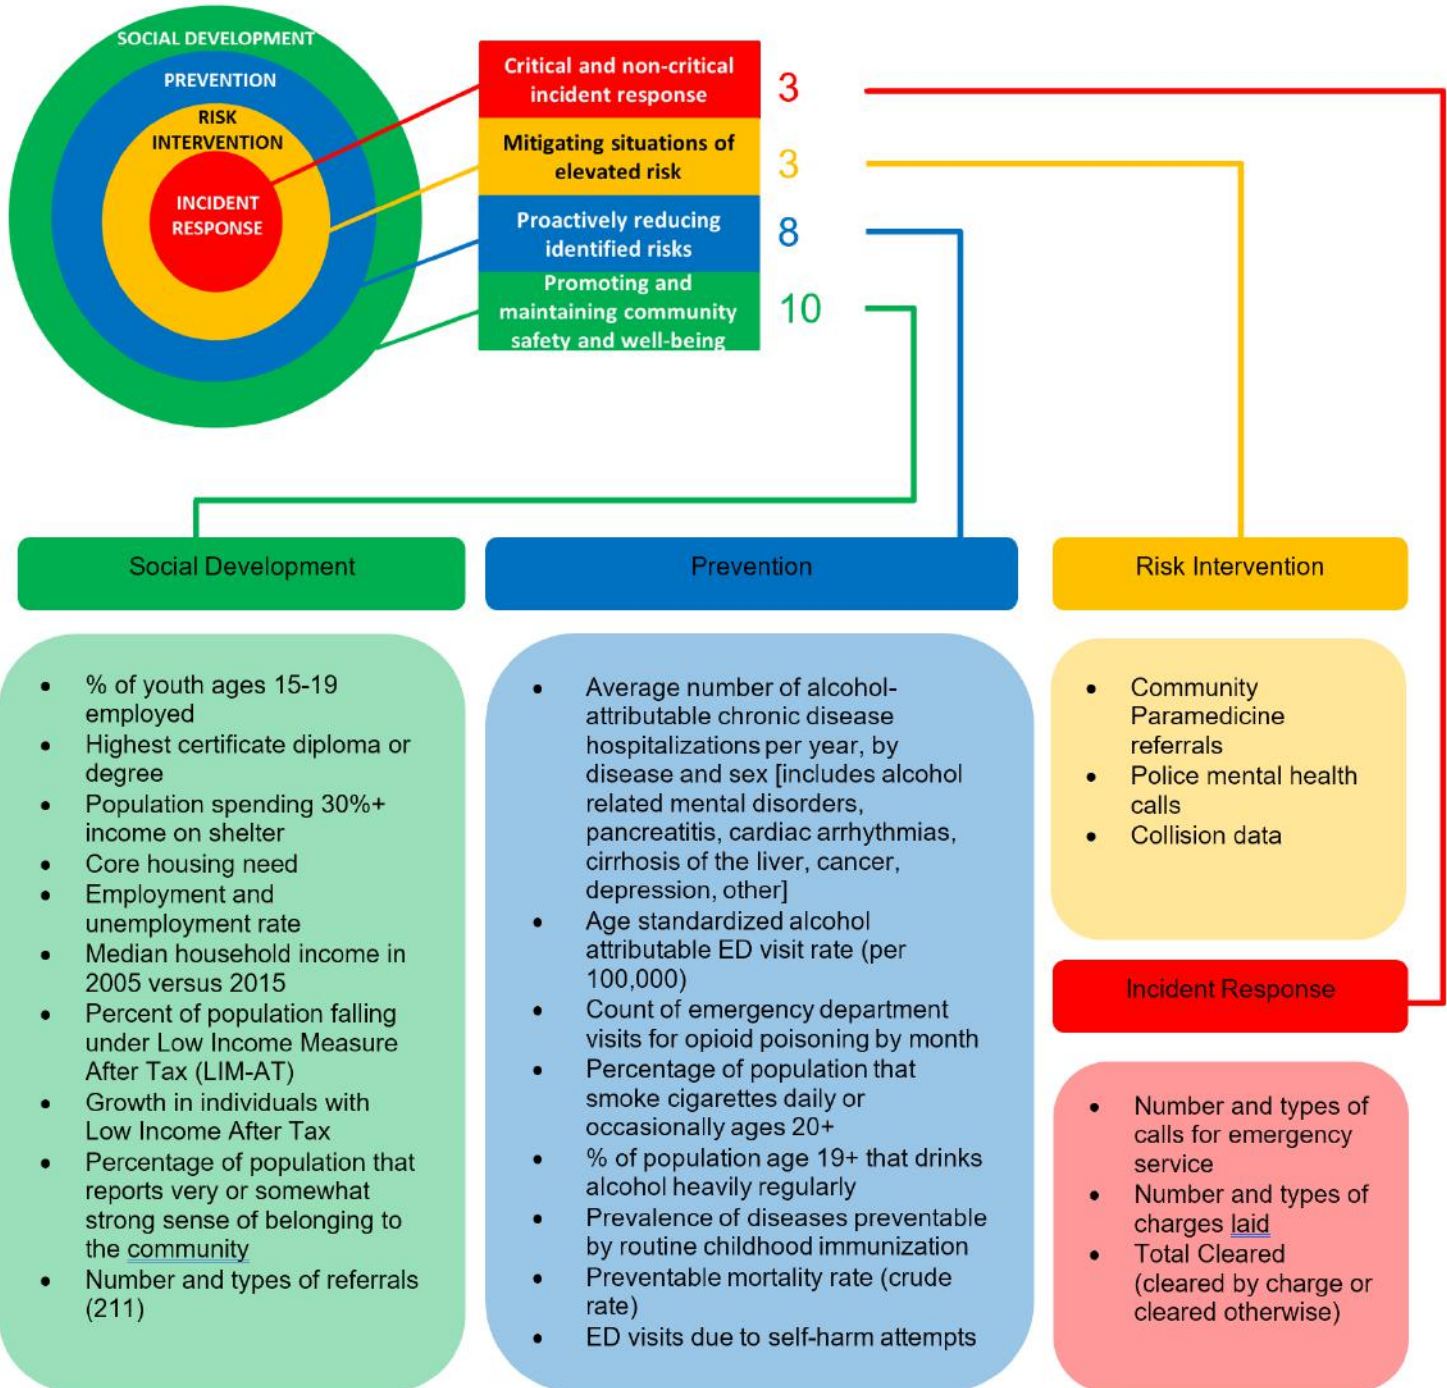 SOCIAL DEVELOPMENT
PREVENTION
RISK
INTERVENTION
INCIDENT
RESPONSE
Critical and non-critical
incident response
3
Mitigating situations of
elevated risk
3
Proactively reducing
identified risks
8
Promoting and
maintaining community
safety and well-being
10
Social Development
• % of youth ages 15-19
employed
• Highest certificate diploma or
degree
• Population spending 30%+
income on shelter
• Core housing need
• Employment and
unemployment rate
• Median household income in
2005 versus 2015
• Percent of population falling
under Low Income Measure
After Tax (LIM-AT)
• Growth in individuals with
Low Income After Tax
• Percentage of population that
reports very or somewhat
strong sense of belonging to
the community
• Number and types of referrals
(211)
Prevention
• Average number of alcohol-
attributable chronic disease
hospitalizations per year, by
disease and sex [includes alcohol
related mental disorders,
pancreatitis, cardiac arrhythmias,
cirrhosis of the liver, cancer,
depression, other]
• Age standardized alcohol
attributable ED visit rate (per
100,000)
• Count of emergency department
visits for opioid poisoning by month
• Percentage of population that
smoke cigarettes daily or
occasionally ages 20+
• % of population age 19+ that drinks
alcohol heavily regularly
• Prevalence of diseases preventable
by routine childhood immunization
• Preventable mortality rate (crude
rate)
• ED visits due to self-harm attempts
Risk Intervention
• Community
Paramedicine
referrals
• Police mental health
calls
• Collision data
Incident Response
• Number and types of
calls for emergency
service
• Number and types of
charges laid
• Total Cleared
(cleared by charge or
cleared otherwise)